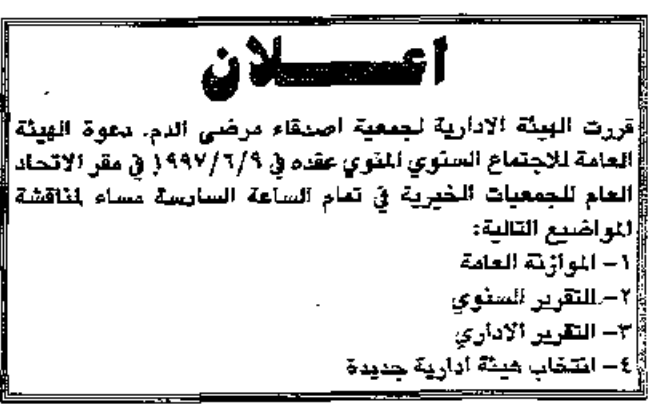 اعلان
قررت الهيئة الادارية لجمعية اصدقاء مرضى الدم. دعوة الهيئة
العامة للاجتماع السنوي المنوي عقده في ١٩٩٧/٦/٩ في مقر الاتحاد
العام للجمعيات الخيرية في تمام الساعة السادسة مساء لمناقشة
المواضيع التالية:
١- الموازنة العامة
٢- التقرير السنوي
٣- التقرير الاداري
٤- انتخاب هيئة ادارية جديدة